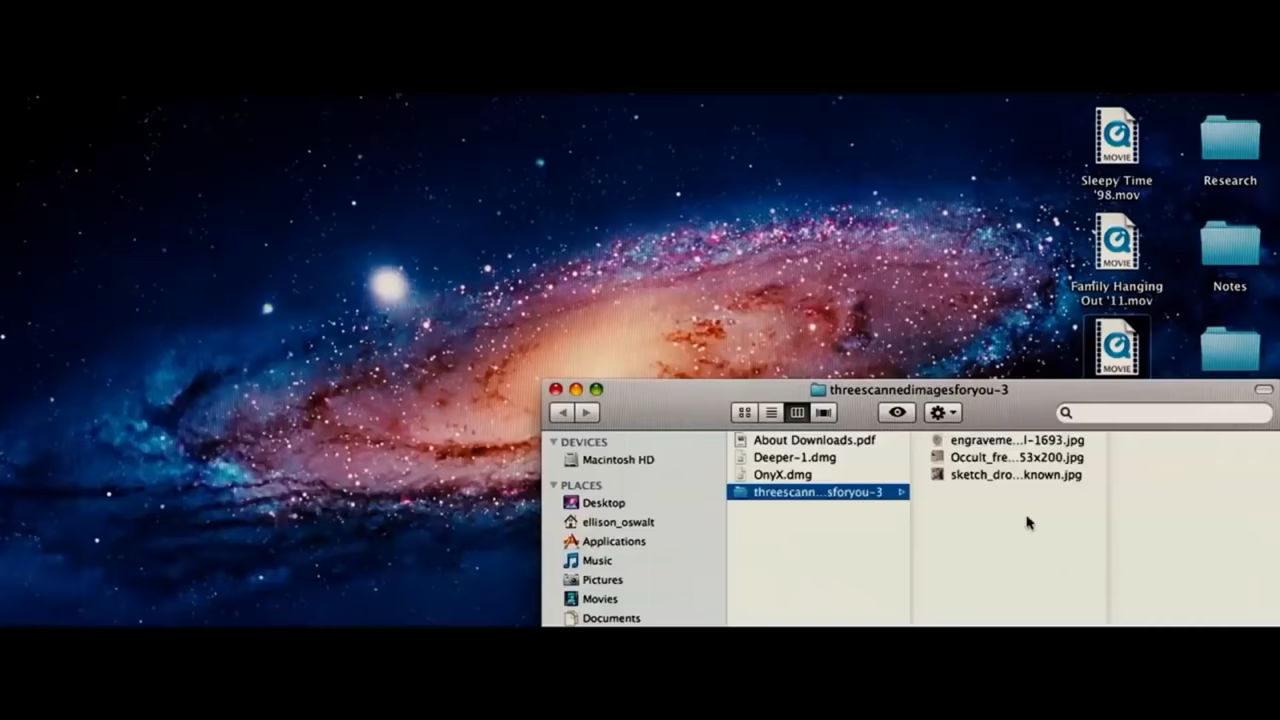 MOVIE
Sleepy Time
'98.mov
Research
MOVIE
Family Hanging
Out '11.mov
Notes
MOVIE
threescannedimagesforyou-3
DEVICES
Macintosh HD
PLACES
Desktop
ellison_oswalt
Applications
Music
Pictures
Movies
Documents
About Downloads.pdf
Deeper-1.dmg
OnyX.dmg
threescann...sforyou-3
engraveme...l-1693.jpg
Occult_fre...53x200.jpg
sketch_dro...known.jpg